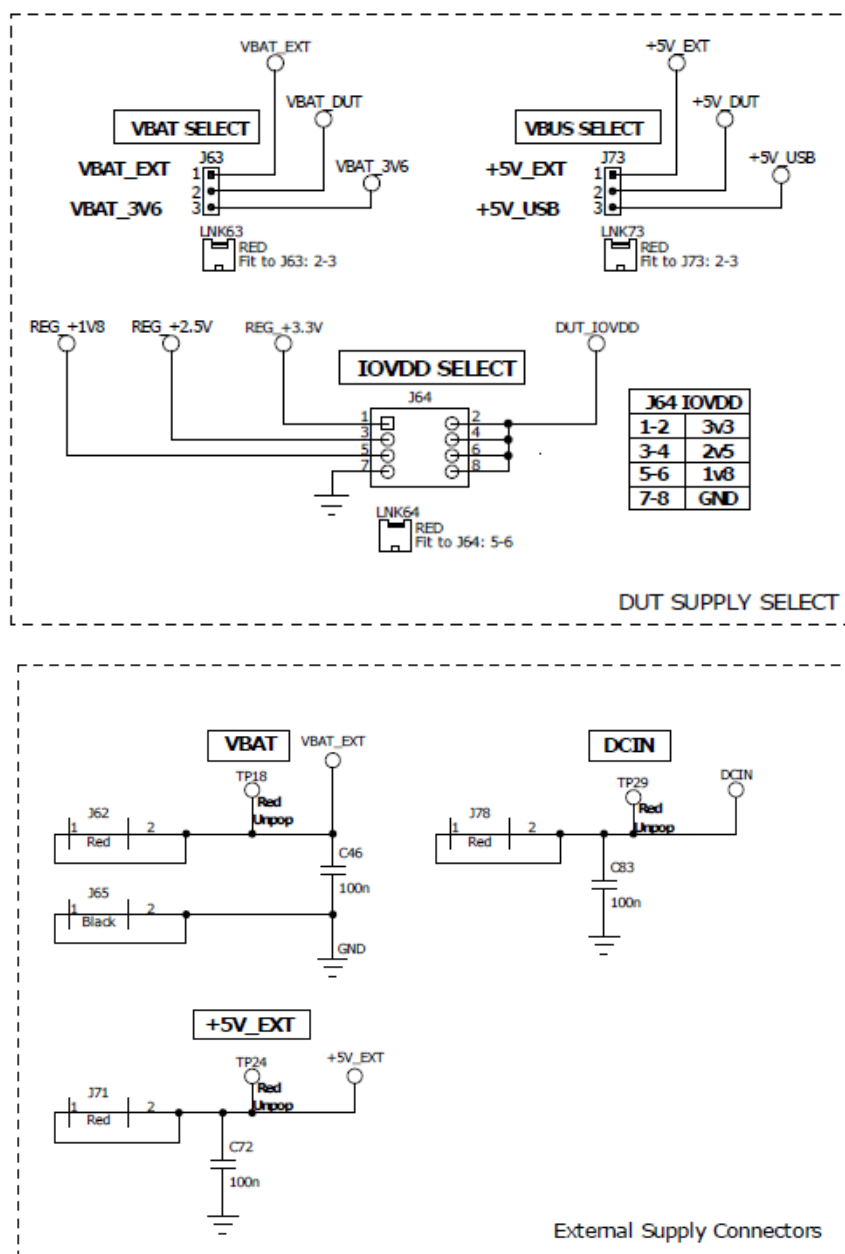 VBAT_EXT
VBAT_DUT
VBAT SELECT
J63
VBAT_3V6
VBAT_EXT
1
2
VBAT_3V6
3
LNK63
RED
Fit to J63: 2-3
+5V_EXT
+5V_DUT
VBUS SELECT
J73
+5V_USB
+5V_EXT
1
2
+5V_USB
3
LNK73
RED
Fit to J73: 2-3
REG_+1V8
REG_+2.5V
REG_+3.3V
DUT_IOVDD
IOVDD SELECT
J64
1 2
3 4
5 6
7 8
LNK64
RED
Fit to J64: 5-6
J64 IOVDD
1-2 3v3
3-4 2v5
5-6 1v8
7-8 GND
DUT SUPPLY SELECT
VBAT
VBAT_EXT
TP18
Red
Unpop
J62
1 2
Red
C46
100n
J65
1 2
Black
GND
DCIN
DCIN
TP29
Red
Unpop
J78
1 2
Red
C83
100n
+5V_EXT
TP24
+5V_EXT
Red
Unpop
J71
1 2
Red
C72
100n
External Supply Connectors